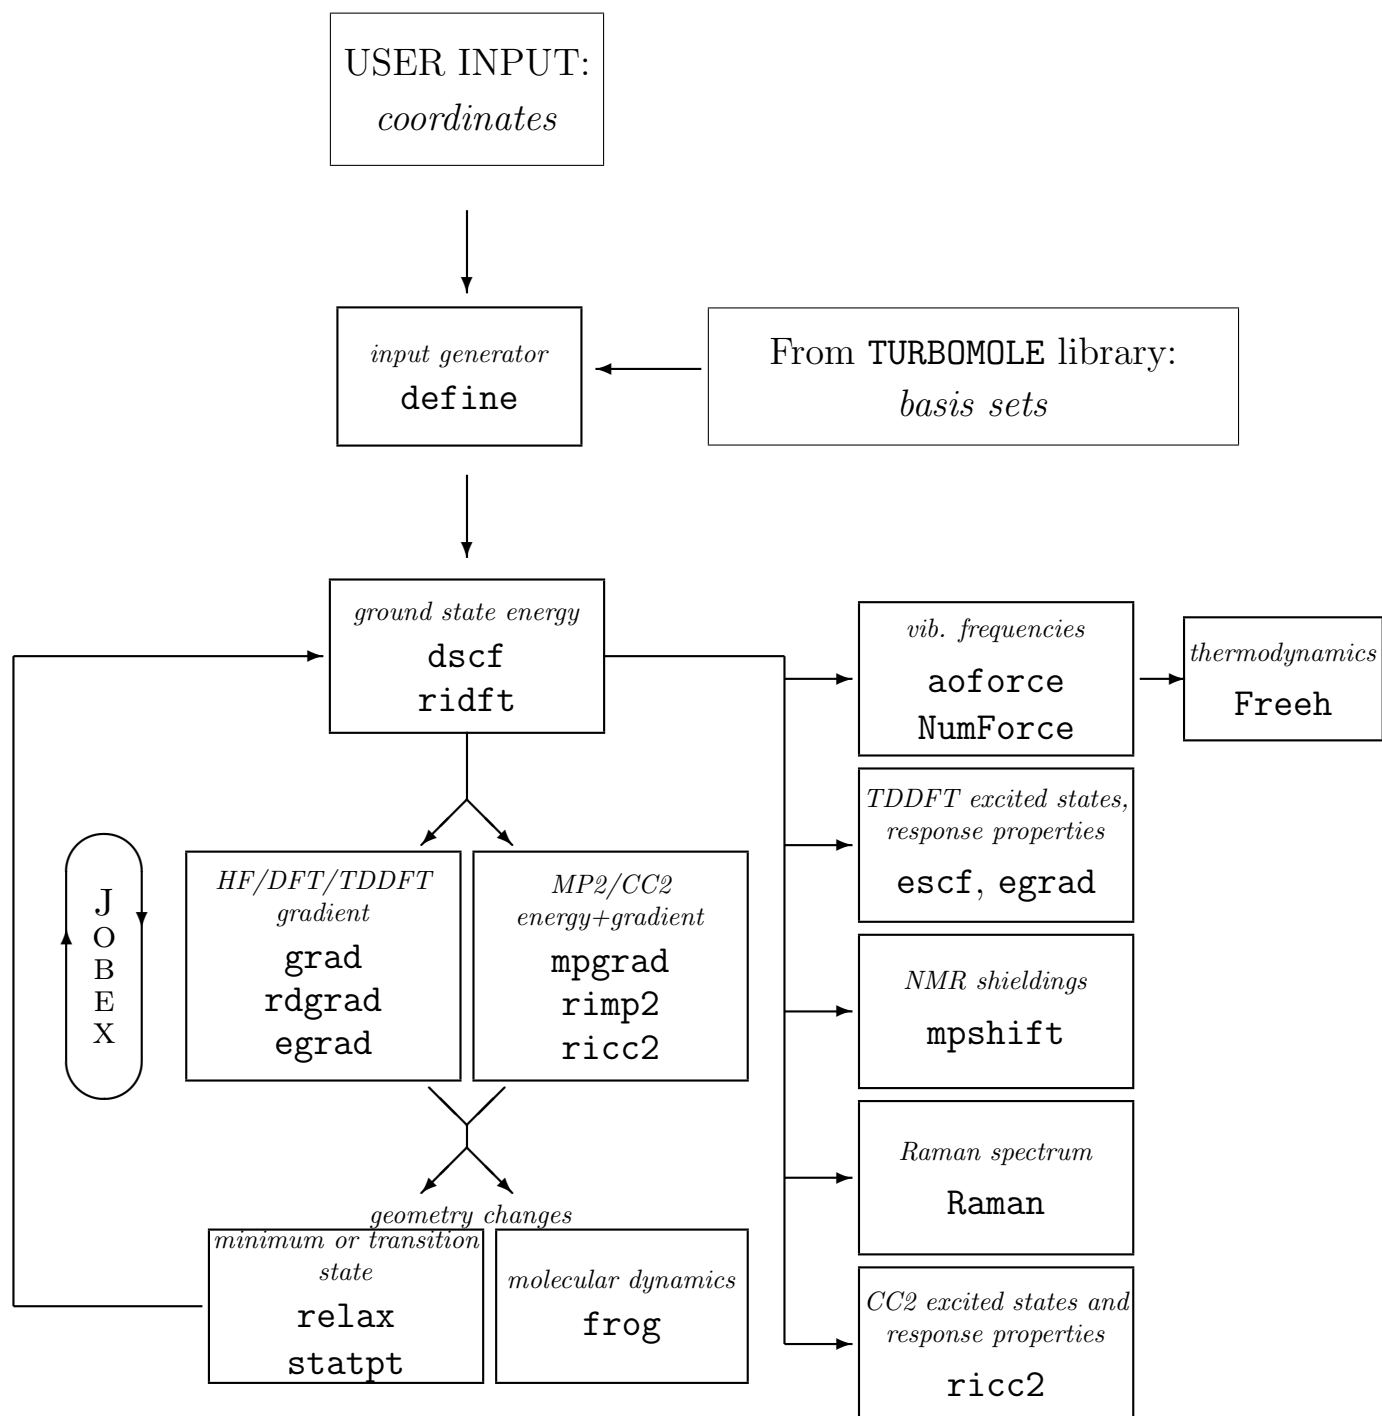 USER INPUT:
coordinates
input generator
define
From TURBOMOLE library:
basis sets
ground state energy
dscf
ridft
vib. frequencies
aoforce
NumForce
thermodynamics
Freeh
TDDFT excited states,
response properties
escf, egrad
J
O
B
E
X
HF/DFT/TDDFT
gradient
grad
rdgrad
egrad
MP2/CC2
energy+gradient
mpgrad
rimp2
ricc2
NMR shieldings
mpshift
Raman spectrum
Raman
geometry changes
minimum or transition
state
relax
statpt
molecular dynamics
frog
CC2 excited states and
response properties
ricc2